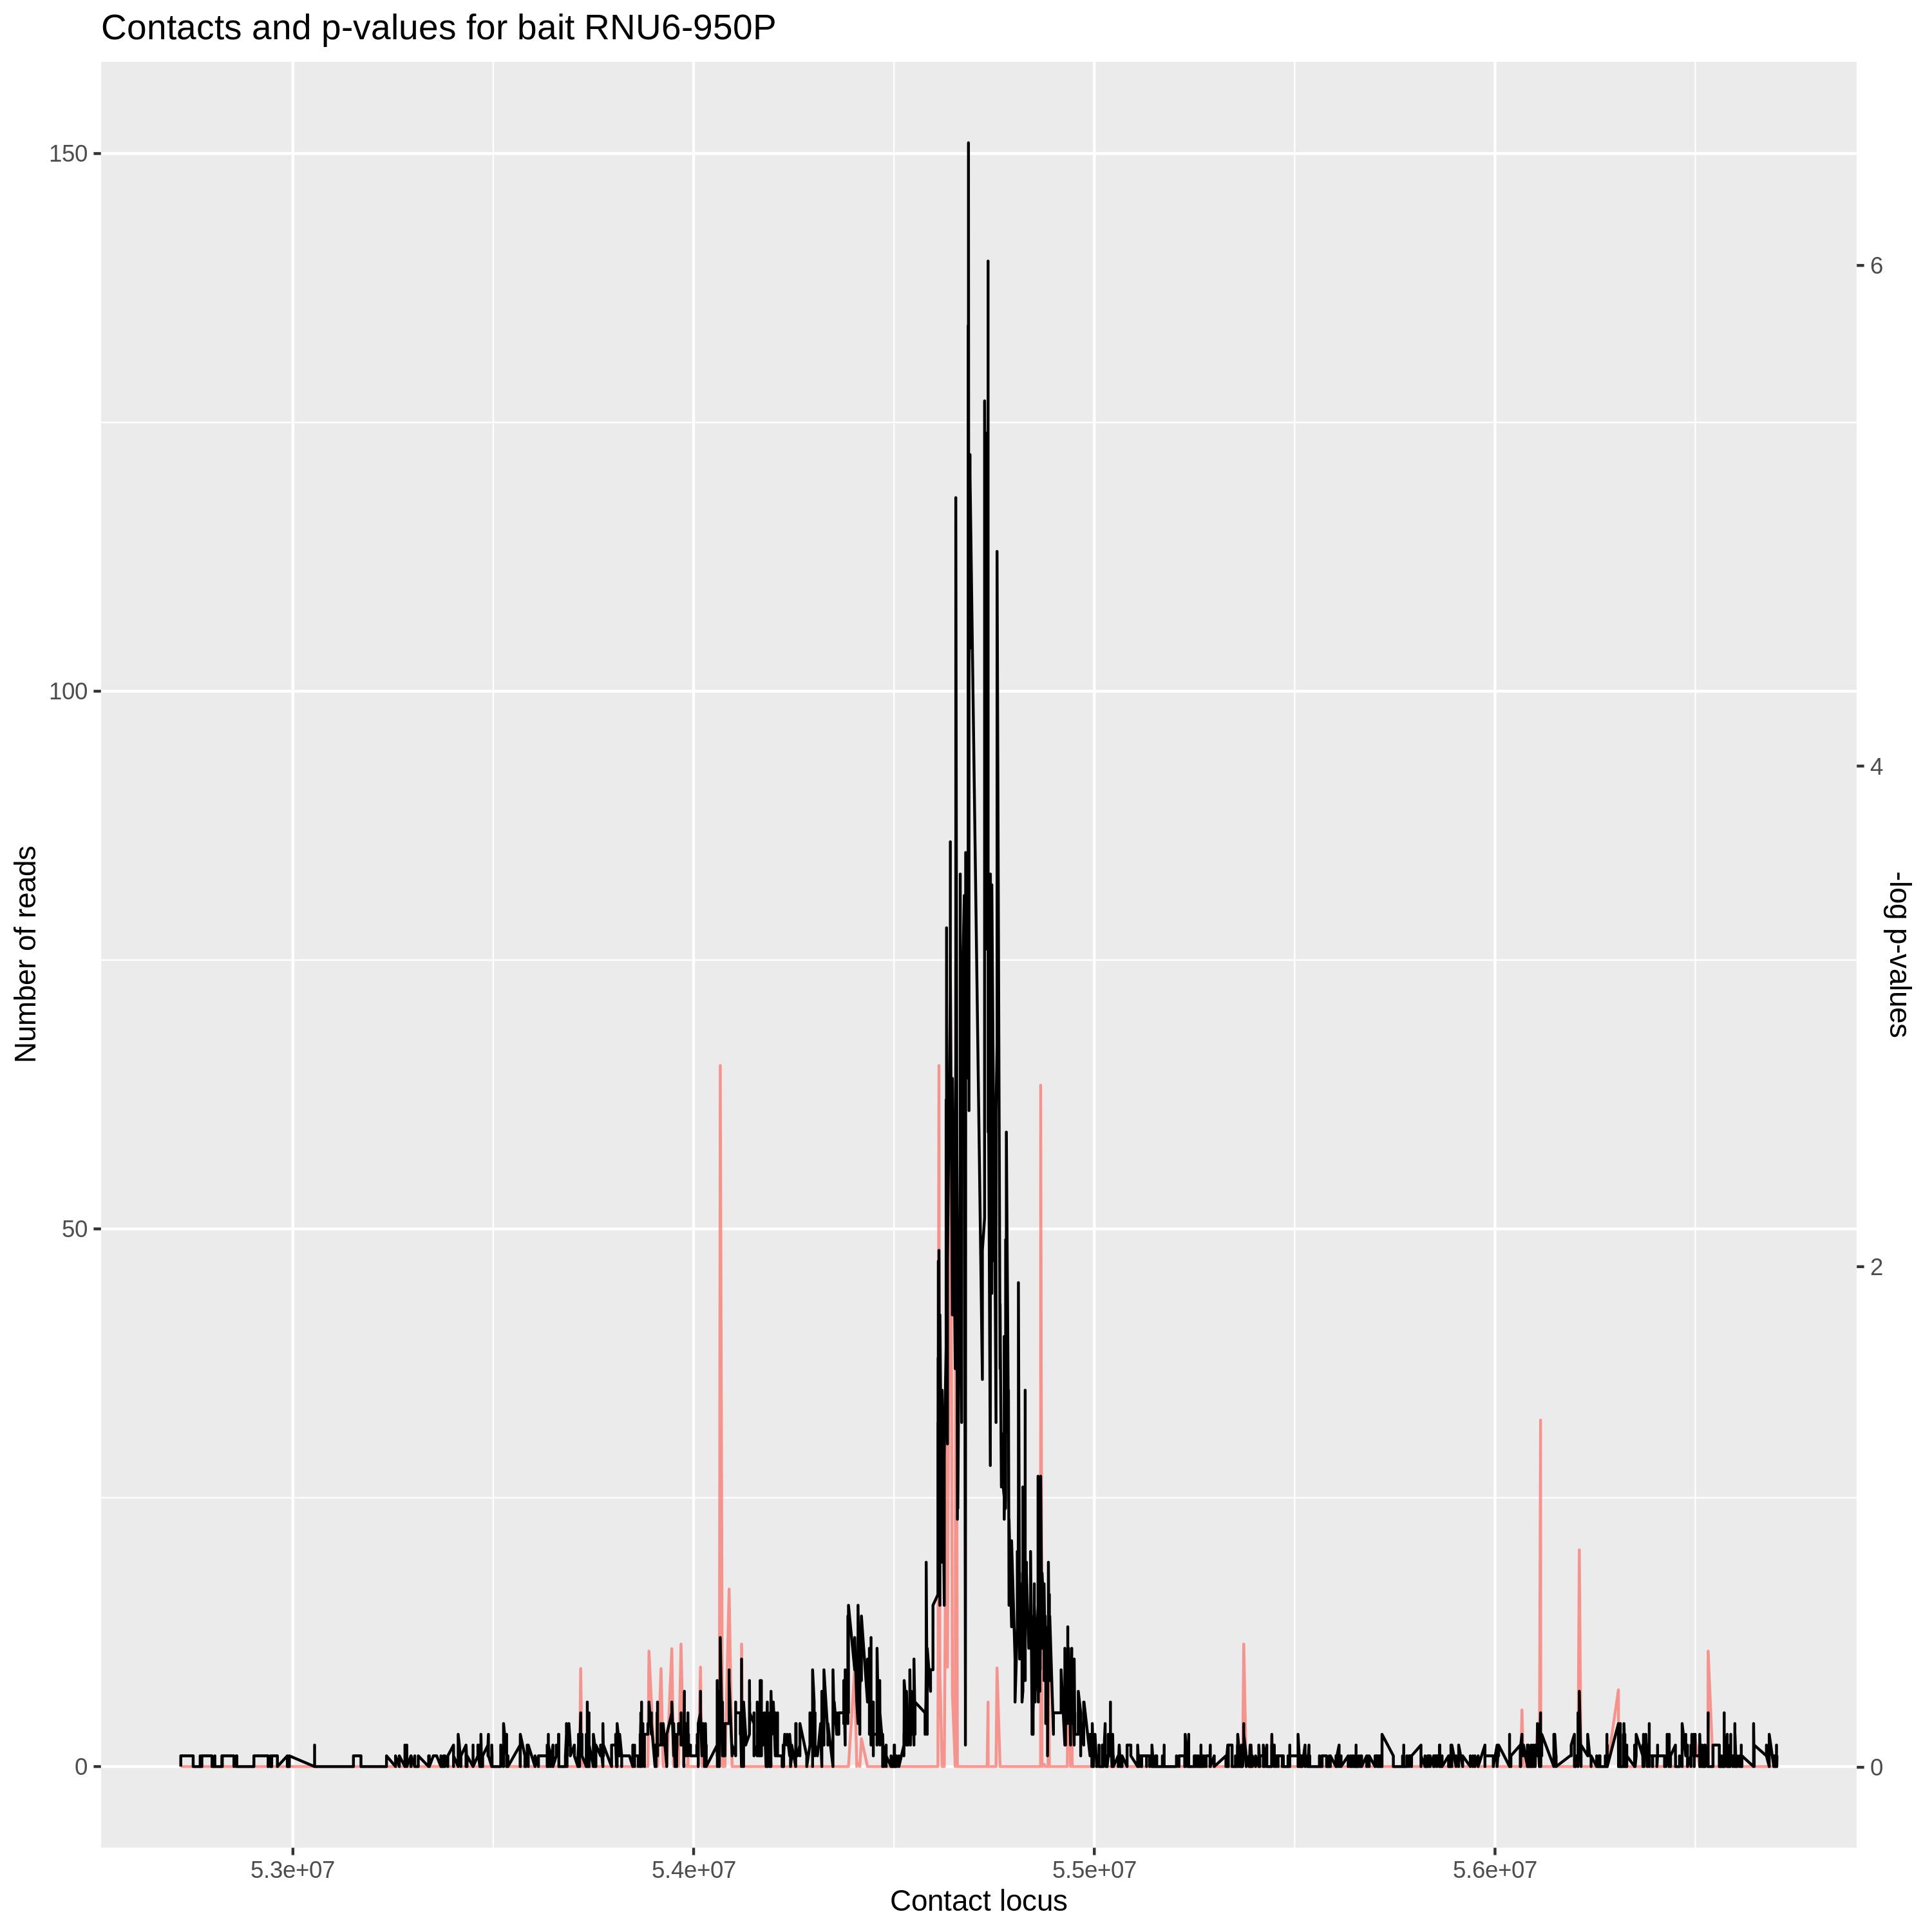 Contacts and p-values for bait RNU6-950P
150
100
50
0
6
4
2
0
Number of reads
-log p-values
5.3e+07
5.4e+07
5.5e+07
5.6e+07
Contact locus